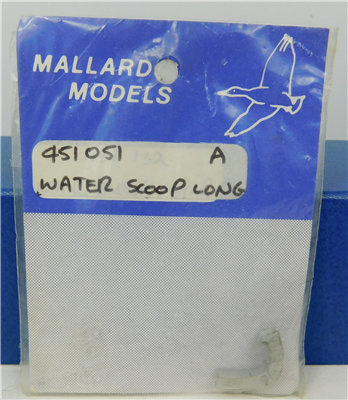 MALLARD
MODELS
451051 A
WATER SCOOP LONG